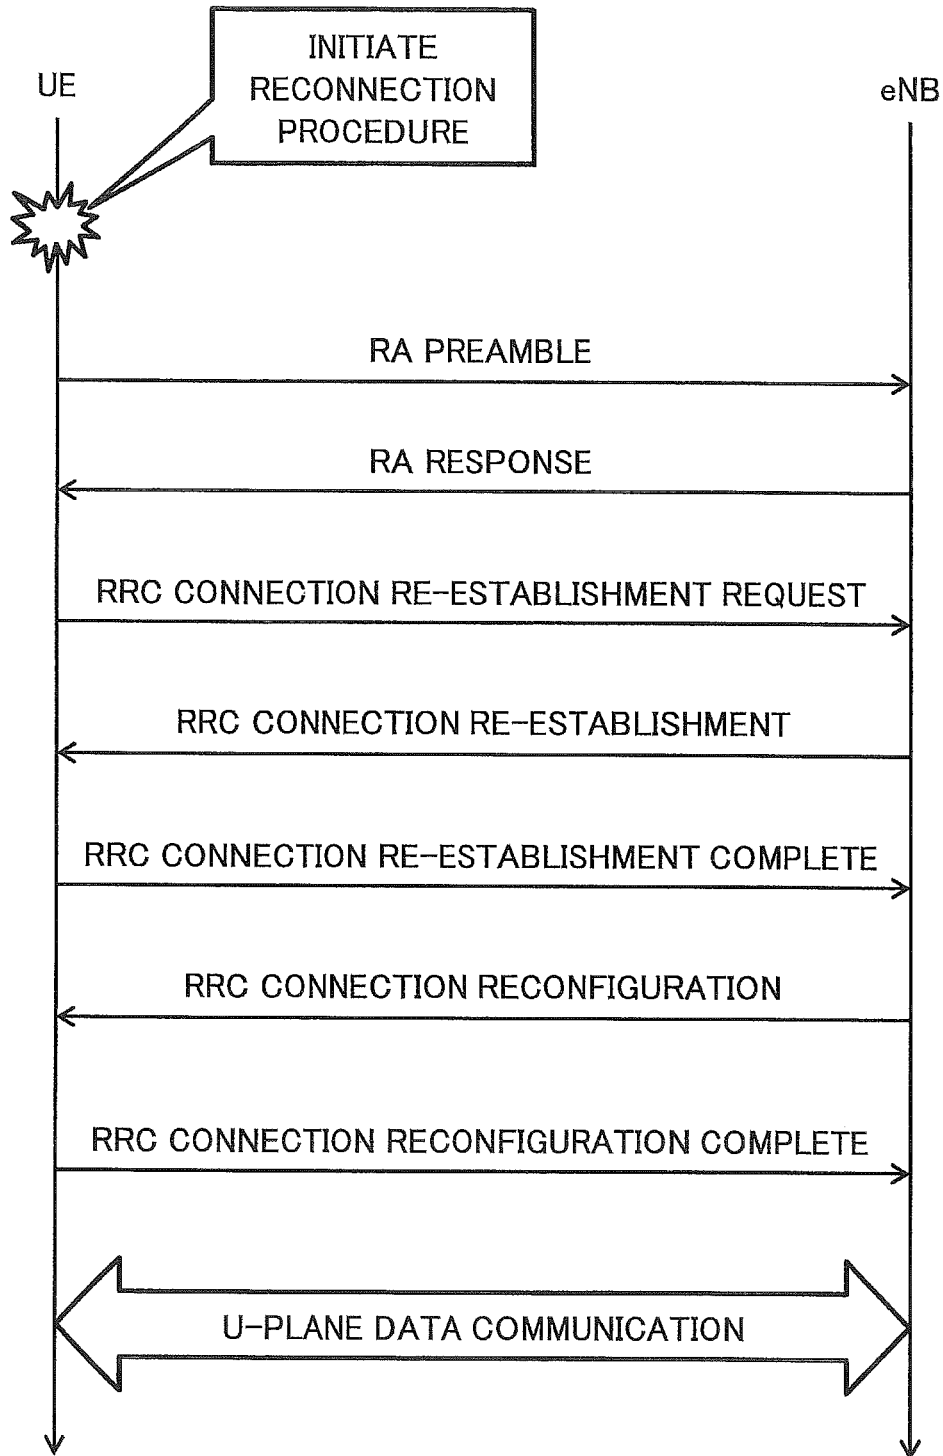 INITIATE
RECONNECTION
PROCEDURE
UE
eNB
RA PREAMBLE
RA RESPONSE
RRC CONNECTION RE-ESTABLISHMENT REQUEST
RRC CONNECTION RE-ESTABLISHMENT
RRC CONNECTION RE-ESTABLISHMENT COMPLETE
RRC CONNECTION RECONFIGURATION
RRC CONNECTION RECONFIGURATION COMPLETE
U-PLANE DATA COMMUNICATION